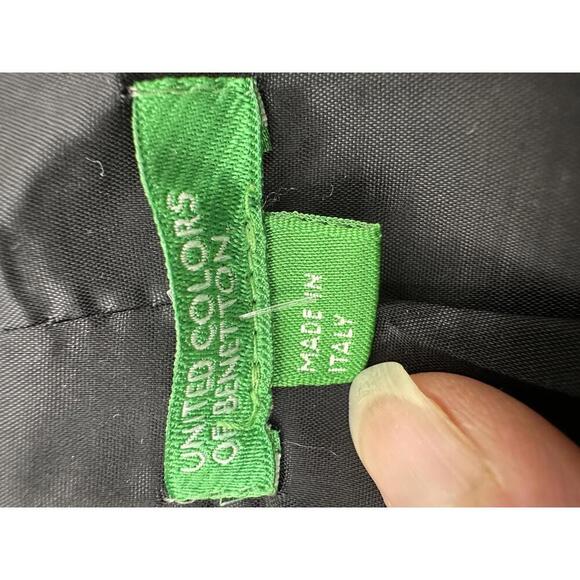 UNITED COLORS
OF BENETTON
MADE IN
ITALY